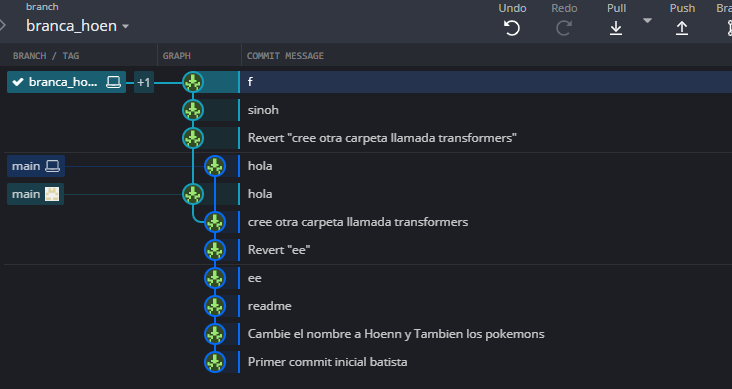 branch
branca_hoen
Undo Redo Pull Push Bra
BRANCH / TAG GRAPH COMMIT MESSAGE
branca_ho... +1 f
sinoh
Revert "cree otra carpeta llamada transformers"
main hola
main hola
cree otra carpeta llamada transformers
Revert "ee"
ee
readme
Cambie el nombre a Hoenn y Tambien los pokemons
Primer commit inicial batista